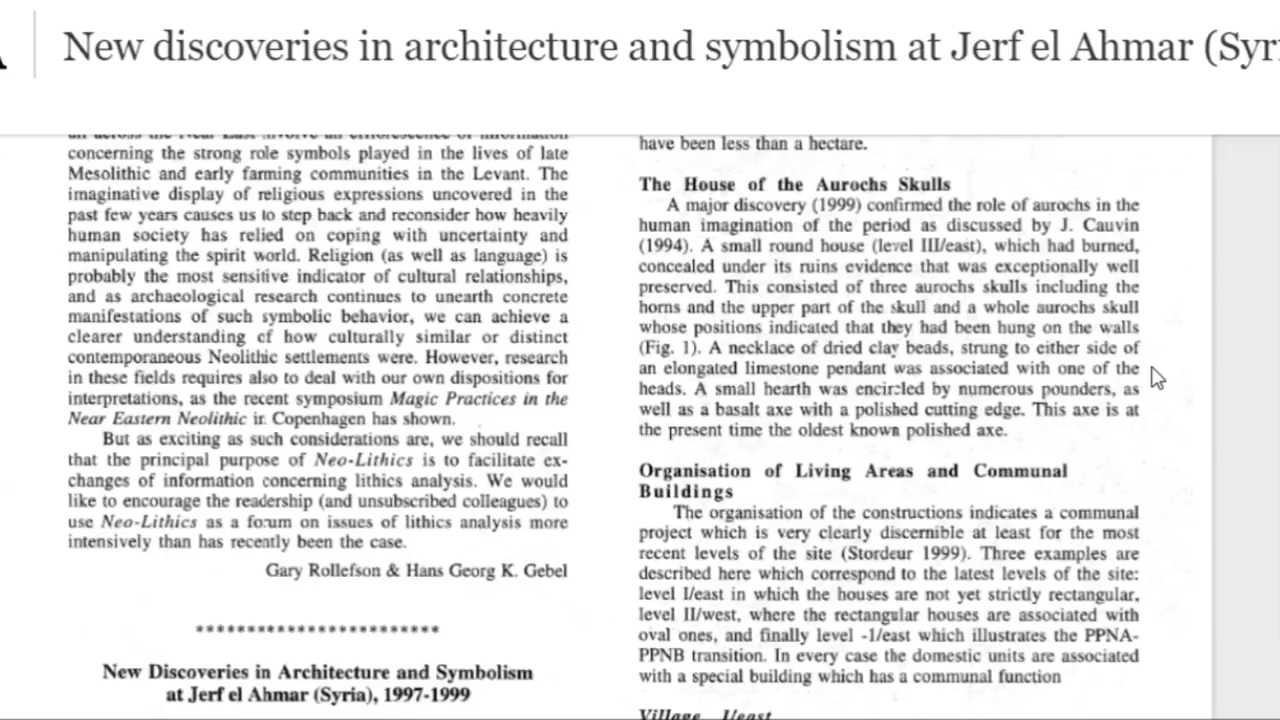 New discoveries in architecture and symbolism at Jerf el Ahmar (Syri
concerning the strong role symbols played in the lives of late
Mesolithic and early farming communities in the Levant. The
imaginative display of religious expressions uncovered in the
past few years causes us to step back and reconsider how heavily
human society has relied on coping with uncertainty and
manipulating the spirit world. Religion (as well as language) is
probably the most sensitive indicator of cultural relationships,
and as archaeological research continues to unearth concrete
manifestations of such symbolic behavior, we can achieve a
clearer understanding of how culturally similar or distinct
contemporaneous Neolithic settlements were. However, research
in these fields requires also to deal with our own dispositions for
interpretations, as the recent symposium Magic Practices in the
Near Eastern Neolithic in Copenhagen has shown.
But as exciting as such considerations are, we should recall
that the principal purpose of Neo-Lithics is to facilitate ex-
changes of information concerning lithics analysis. We would
like to encourage the readership (and unsubscribed colleagues) to
use Neo-Lithics as a forum on issues of lithics analysis more
intensively than has recently been the case.
Gary Rollefson & Hans Georg K. Gebel
************************
New Discoveries in Architecture and Symbolism
at Jerf el Ahmar (Syria), 1997-1999
have been less than a hectare.
The House of the Aurochs Skulls
A major discovery (1999) confirmed the role of aurochs in the
human imagination of the period as discussed by J. Cauvin
(1994). A small round house (level III/east), which had burned,
concealed under its ruins evidence that was exceptionally well
preserved. This consisted of three aurochs skulls including the
horns and the upper part of the skull and a whole aurochs skull
whose positions indicated that they had been hung on the walls
(Fig. 1). A necklace of dried clay beads, strung to either side of
an elongated limestone pendant was associated with one of the
heads. A small hearth was encircled by numerous pounders, as
well as a basalt axe with a polished cutting edge. This axe is at
the present time the oldest known polished axe.
Organisation of Living Areas and Communal
Buildings
The organisation of the constructions indicates a communal
project which is very clearly discernible at least for the most
recent levels of the site (Stordeur 1999). Three examples are
described here which correspond to the latest levels of the site:
level I/east in which the houses are not yet strictly rectangular,
level II/west, where the rectangular houses are associated with
oval ones, and finally level -1/east which illustrates the PPNA-
PPNB transition. In every case the domestic units are associated
with a special building which has a communal function
Village I/east